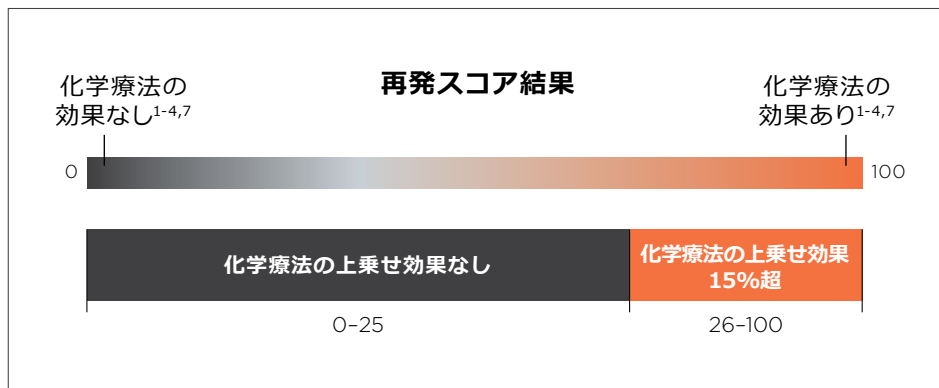 再発スコア結果
化学療法の
効果なし1-4,7
化学療法の
効果あり1-4,7
0
100
化学療法の上乗せ効果なし
化学療法の上乗せ効果
15%超
0–25
26–100